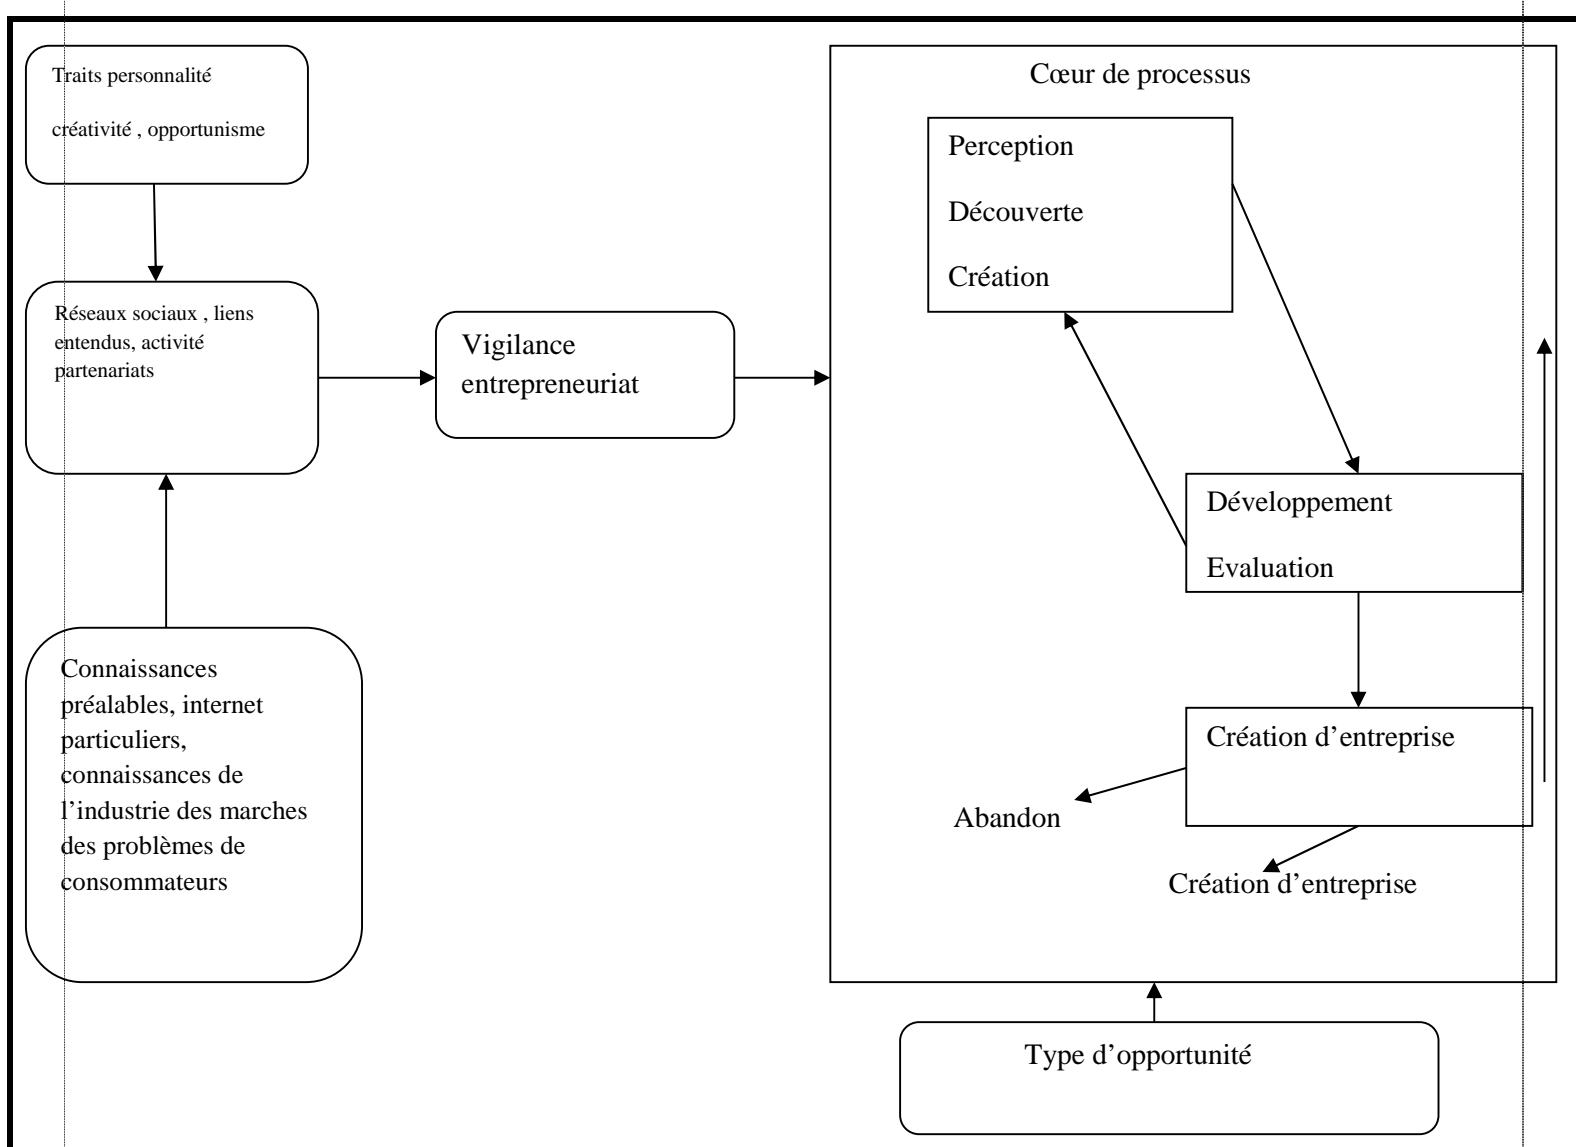 Traits personnalité
créativité , opportunisme
Réseaux sociaux , liens
entendus, activité
partenariats
Connaissances
préalables, internet
particuliers,
connaissances de
l’industrie des marches
des problèmes de
consommateurs
Vigilance
entrepreneuriat
Cœur de processus
Perception
Découverte
Création
Développement
Evaluation
Création d’entreprise
Abandon
Création d’entreprise
Type d’opportunité